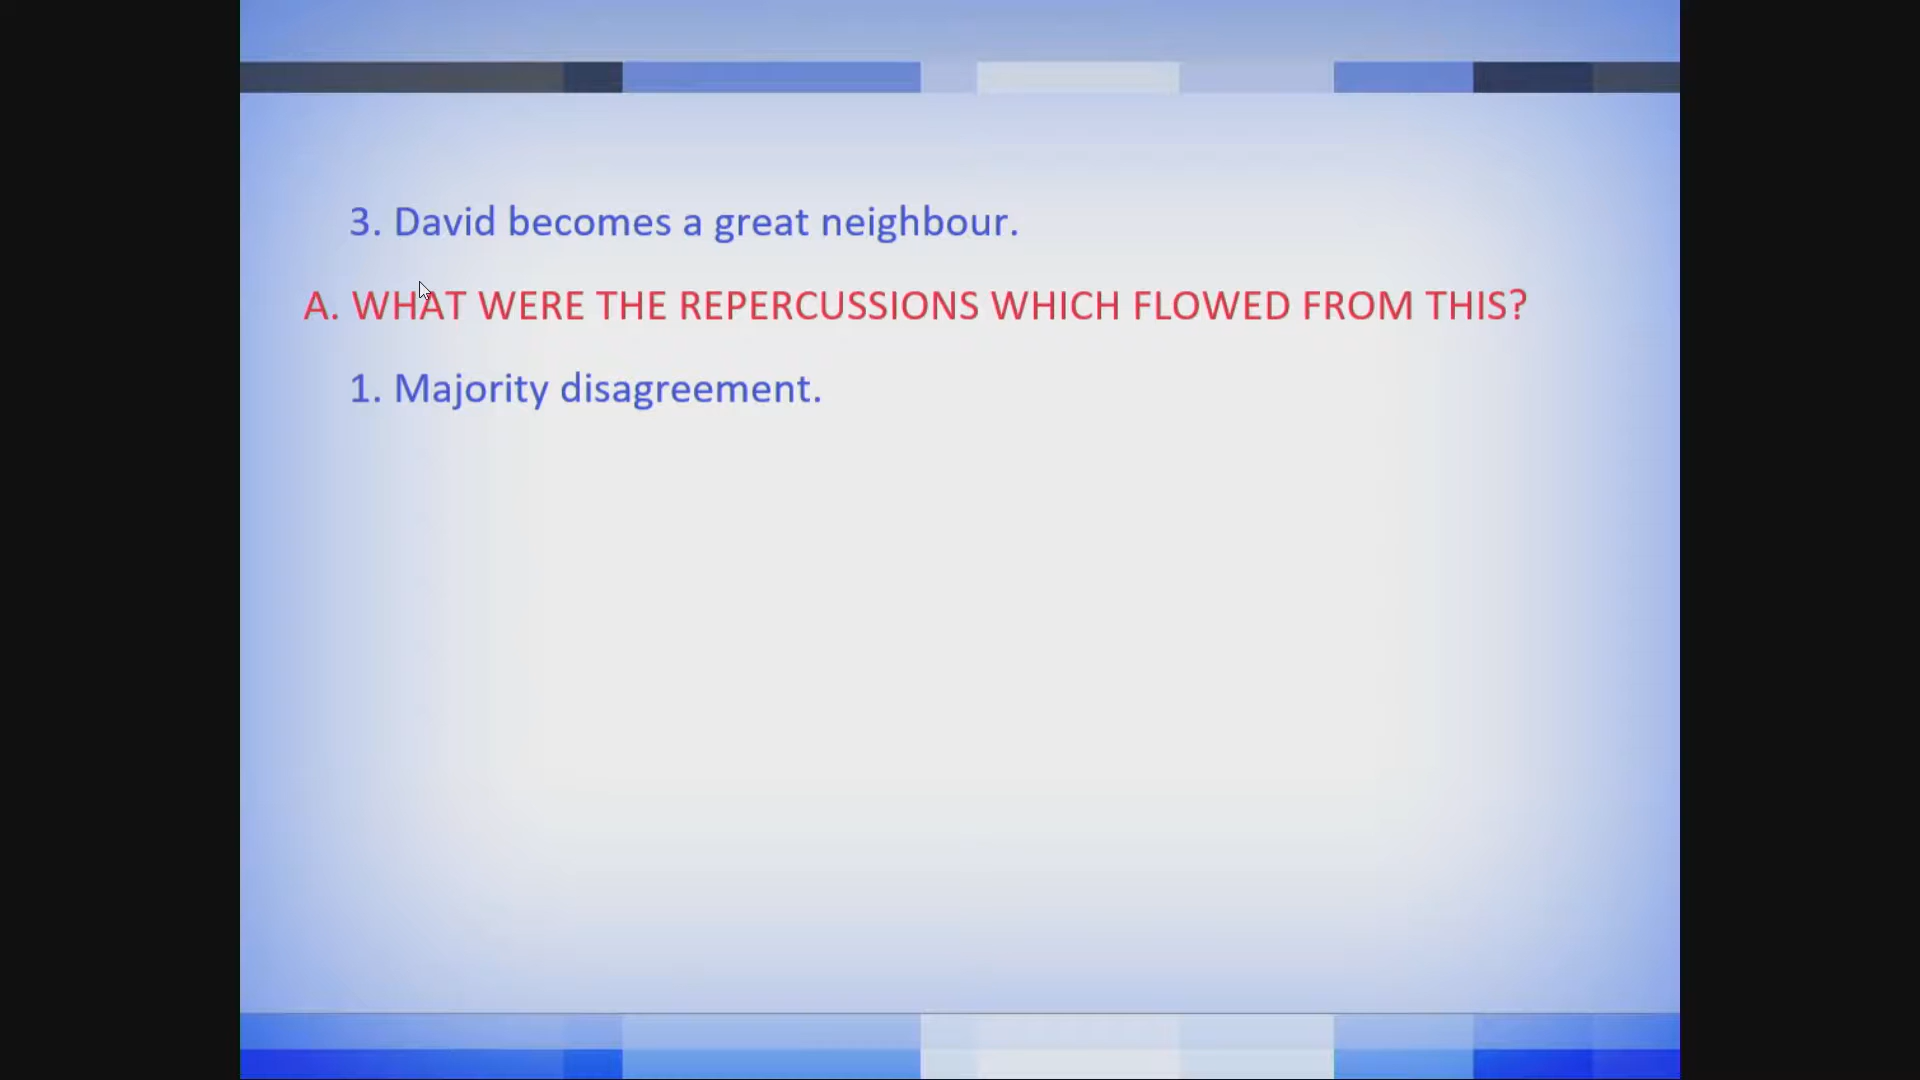 3. David becomes a great neighbour.
A. WHAT WERE THE REPERCUSSIONS WHICH FLOWED FROM THIS?
1. Majority disagreement.